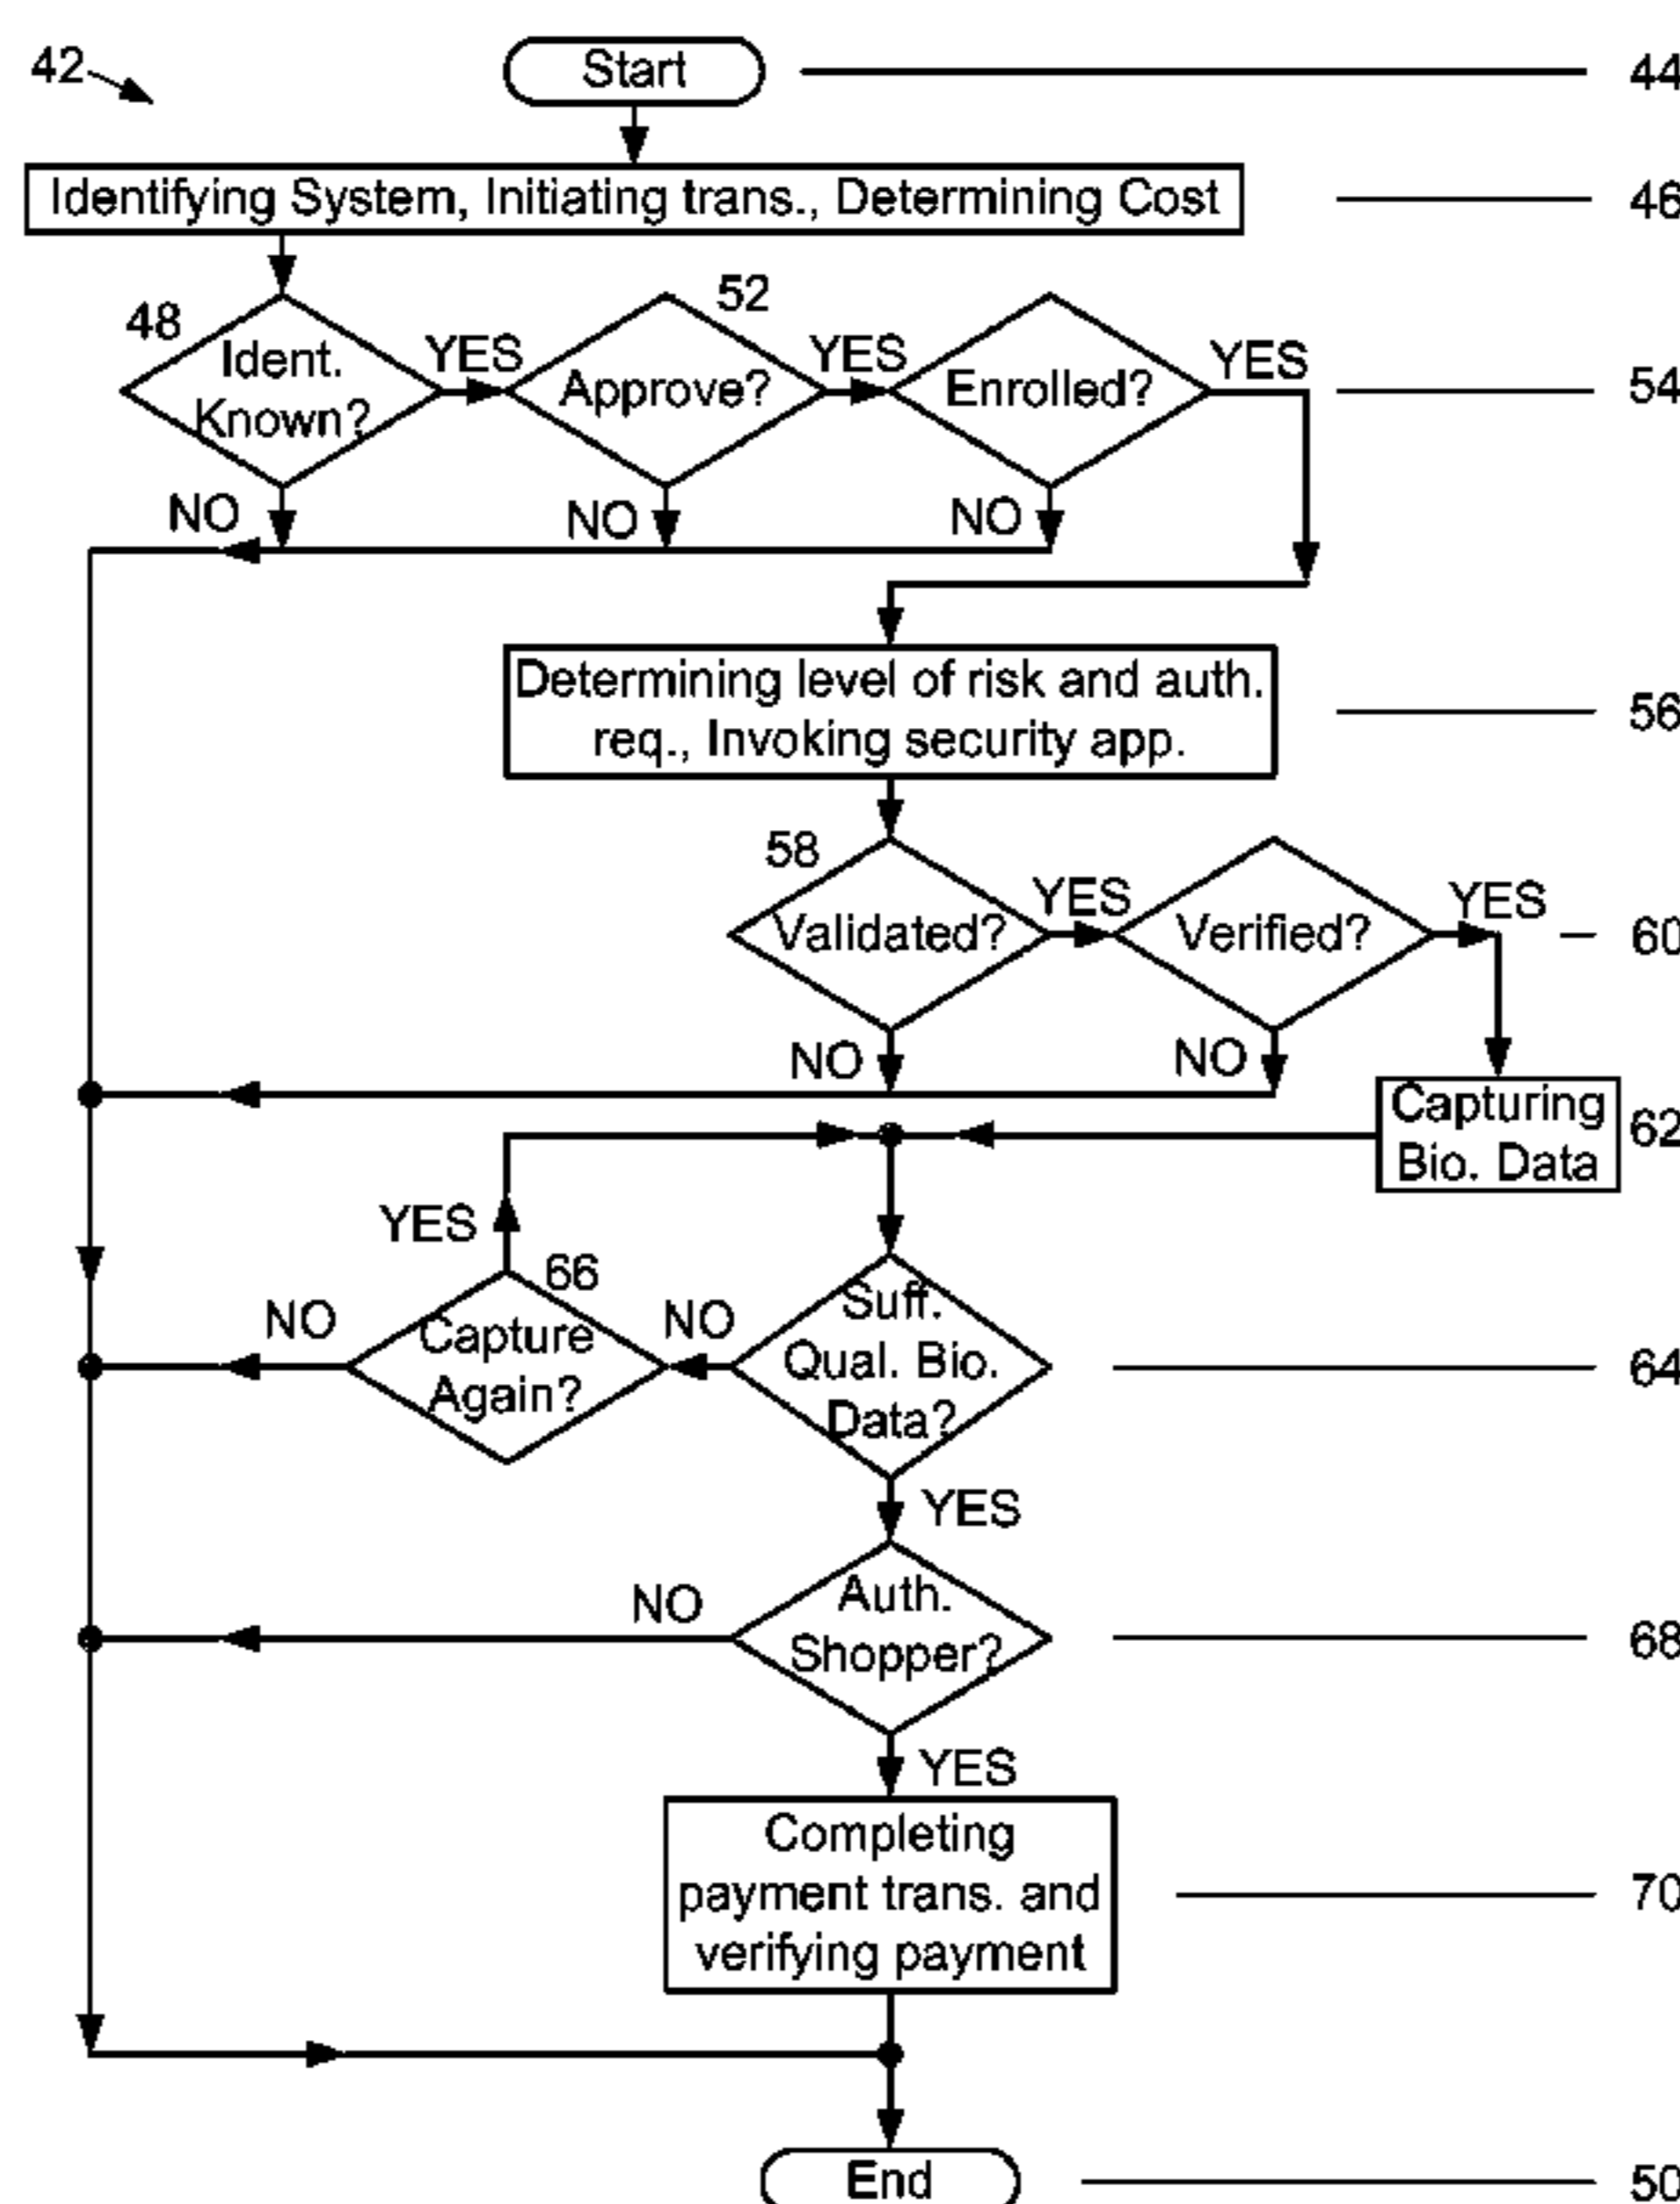 42
Start
44
Identifying System, Initiating trans., Determining Cost
46
48
52
Ident.
Known?
YES
Approve?
YES
Enrolled?
YES
54
NO
NO
NO
Determining level of risk and auth.
req., Invoking security app.
56
58
Validated?
YES
Verified?
YES
60
NO
NO
Capturing
Bio. Data
62
YES
66
NO
Capture
Again?
NO
Suff.
Qual. Bio.
Data?
64
YES
NO
Auth.
Shopper?
68
YES
Completing
payment trans. and
verifying payment
70
End
50